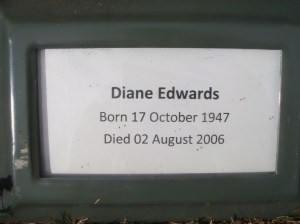 Diane Edwards
Born 17 October 1947
Died 02 August 2006